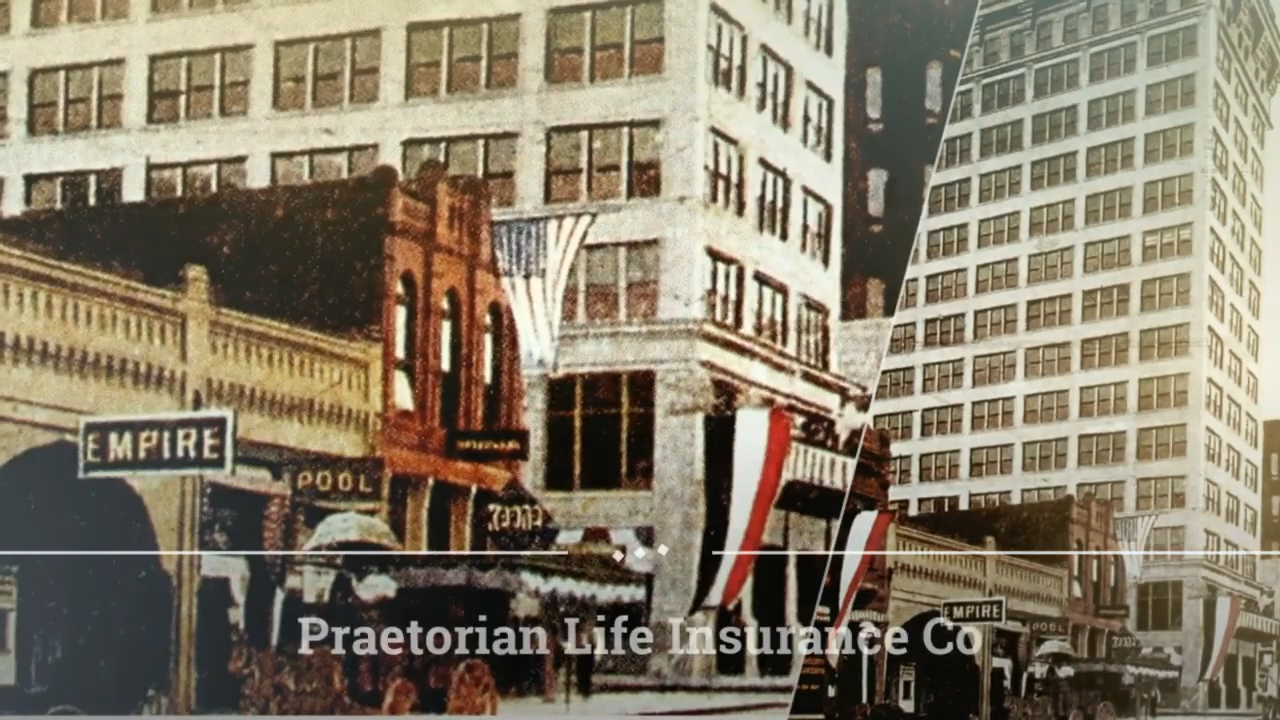 EMPIRE
POOL
EMPIRE
POOL
Praetorian Life Insurance Co